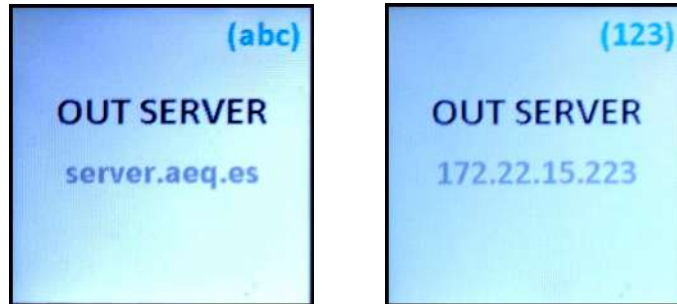 (abc)
OUT SERVER
server.aeq.es
(123)
OUT SERVER
172.22.15.223